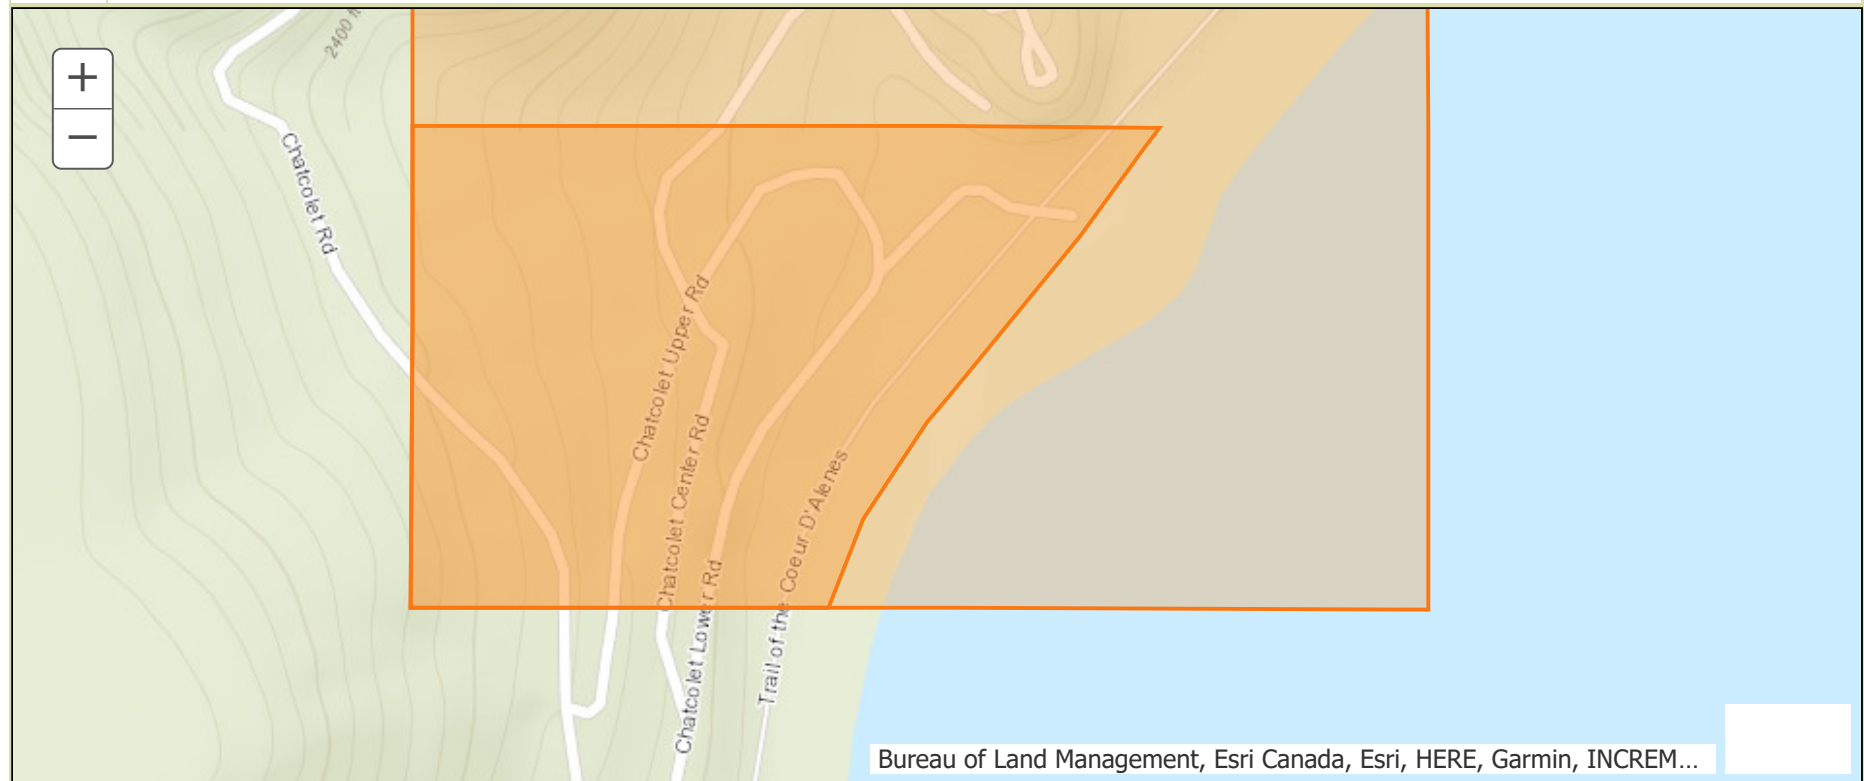 2400 ft
+
−
Chatcolet Rd
Chatcolet Upper Rd
Chatcolet Center Rd
Chatcolet Lower Rd
Trail of the Coeur D'Alenes
Bureau of Land Management, Esri Canada, Esri, HERE, Garmin, INCREM...